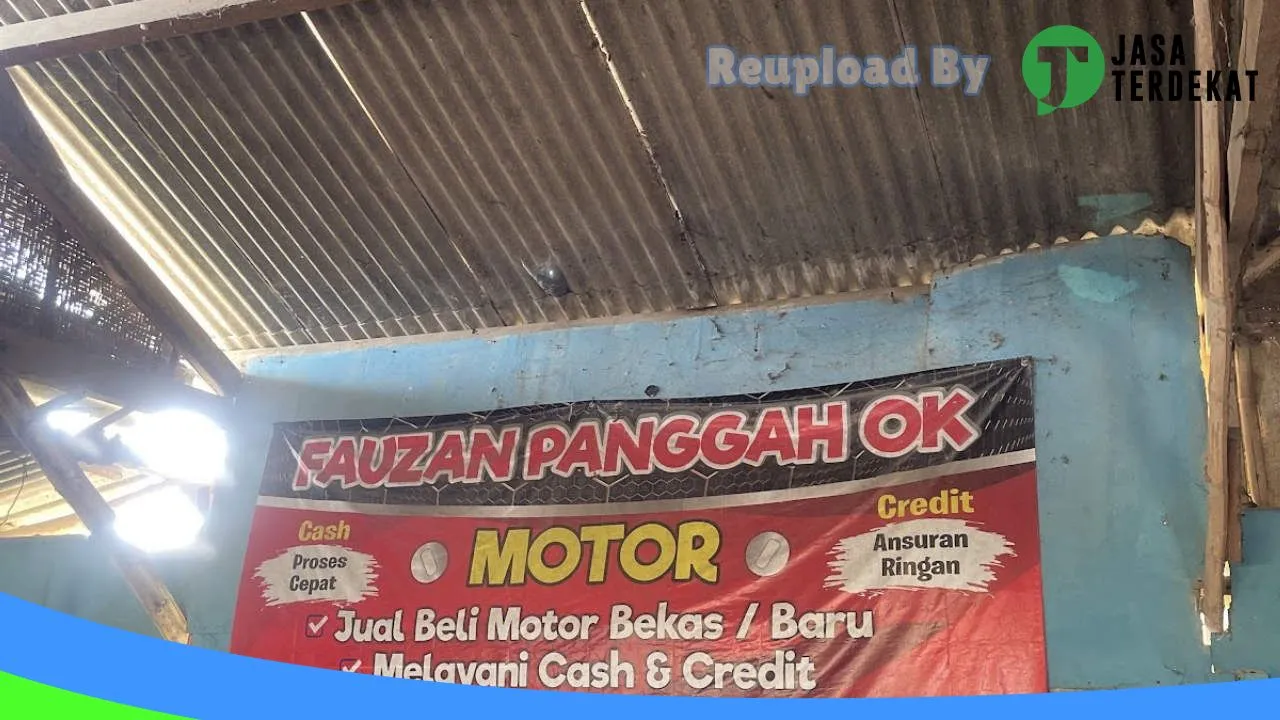 Reupload By
JASA
TERDEKAT
FAUZAN PANGGAH OK
MOTOR
Cash
Proses
Cepat
Credit
Ansuran
Ringan
Jual Beli Motor Bekas / Baru
Melayani Cash & Credit